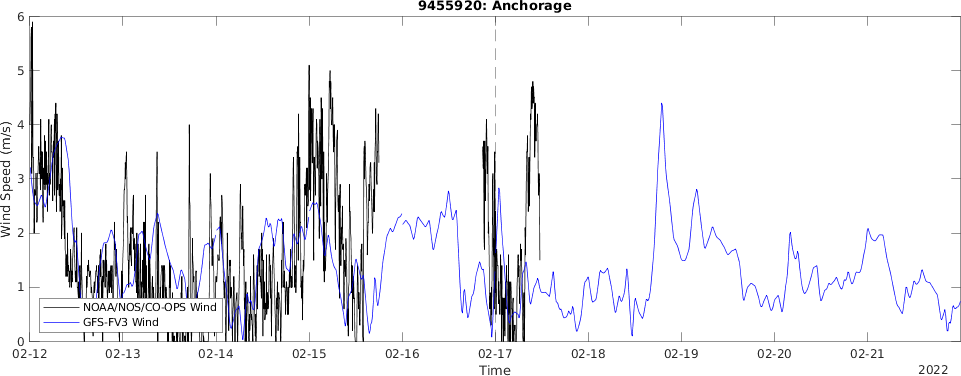 9455920: Anchorage
6
5
4
3
2
1
0
Wind Speed (m/s)
NOAA/NOS/CO-OPS Wind
GFS-FV3 Wind
02-12 02-13 02-14 02-15 02-16 02-17 02-18 02-19 02-20 02-21
Time
2022